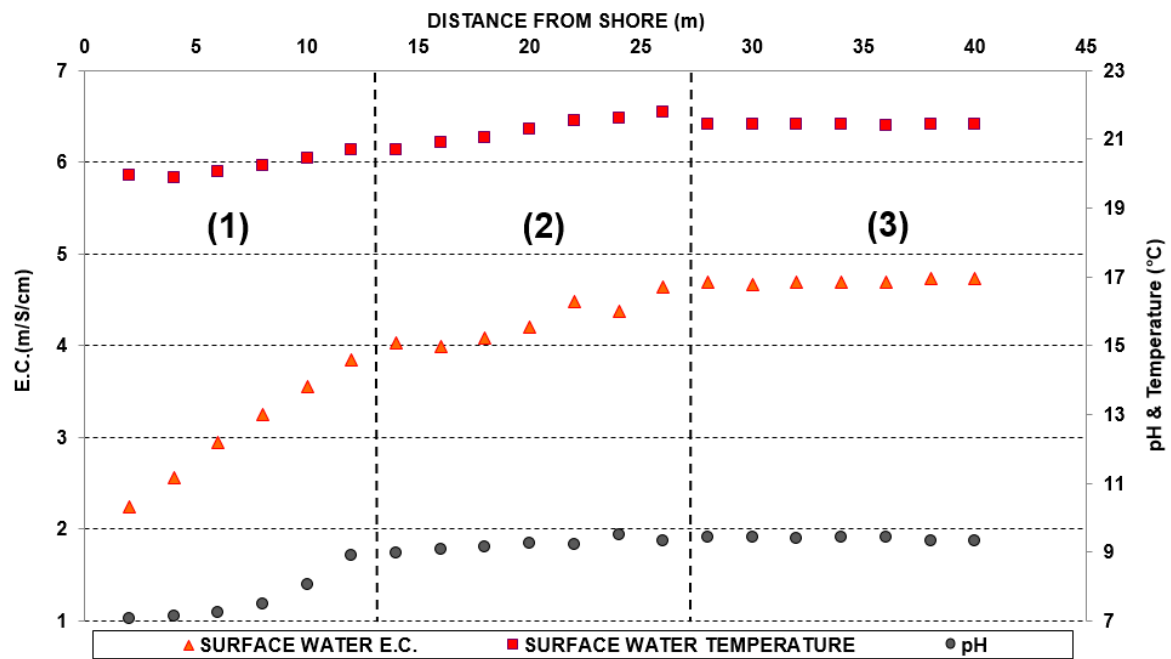 DISTANCE FROM SHORE (m)
0 5 10 15 20 25 30 35 40 45
7 23
21
6
19
(1) (2) (3)
5
17
4 15
13
3
11
2
9
1 7
E.C.(m/S/cm)
pH & Temperature (°C)
SURFACE WATER E.C. SURFACE WATER TEMPERATURE pH